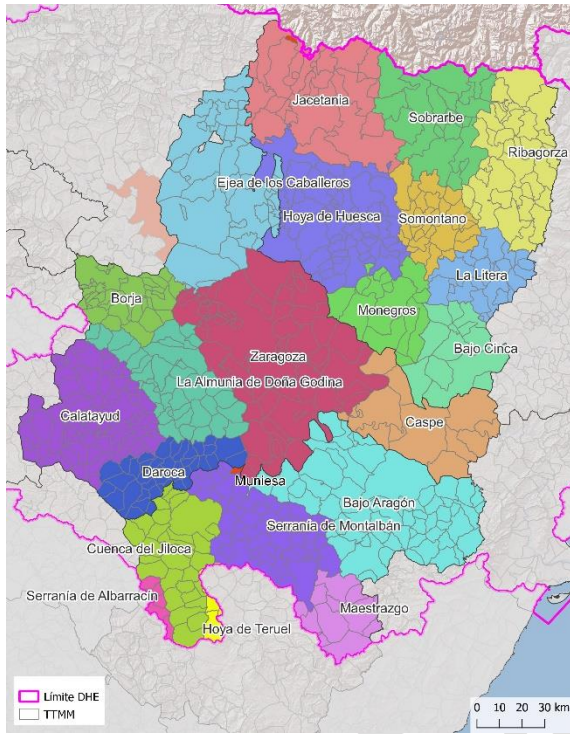 Jacetania
Sobrarbe
Ribagorza
Ejea de los Caballeros
Hoya de Huesca
Somontano
La Litera
Borja
Monegros
Bajo Cinca
Zaragoza
La Almunia de Doña Godina
Calatayud
Caspe
Daroca
Muniesa
Bajo Aragón
Serranía de Montalbán
Cuenca del Jiloca
Serranía de Albarracín
Maestrazgo
Hoya de Teruel
Límite DHE
TTMM
0 10 20 30 km